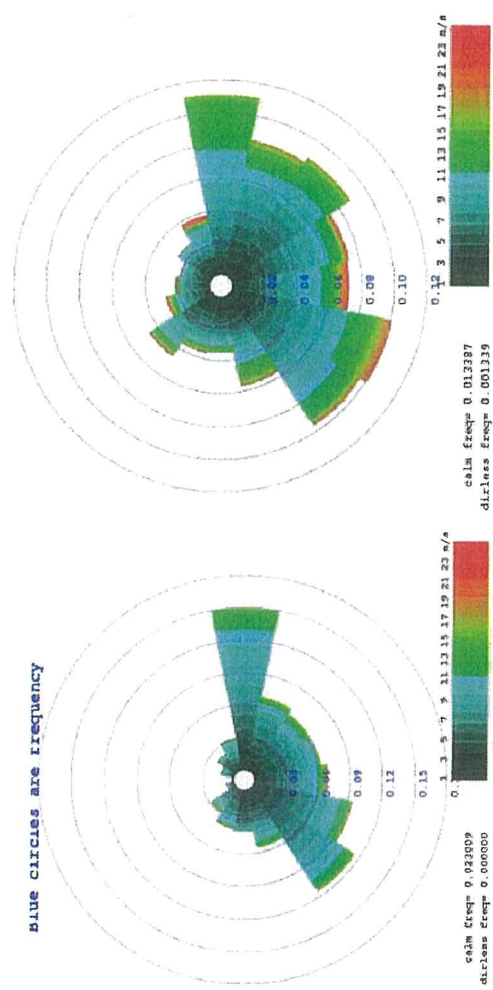 Blue circles are frequency
0.03
0.06
0.09
0.12
0.15
1 3 5 7 9 11 13 15 17 19 21 23 m/s
calm freq= 0.023009
dirless freq= 0.000000
0.02
0.04
0.06
0.08
0.10
0.12
1 3 5 7 9 11 13 15 17 19 21 23 m/s
calm freq= 0.013387
dirless freq= 0.001339